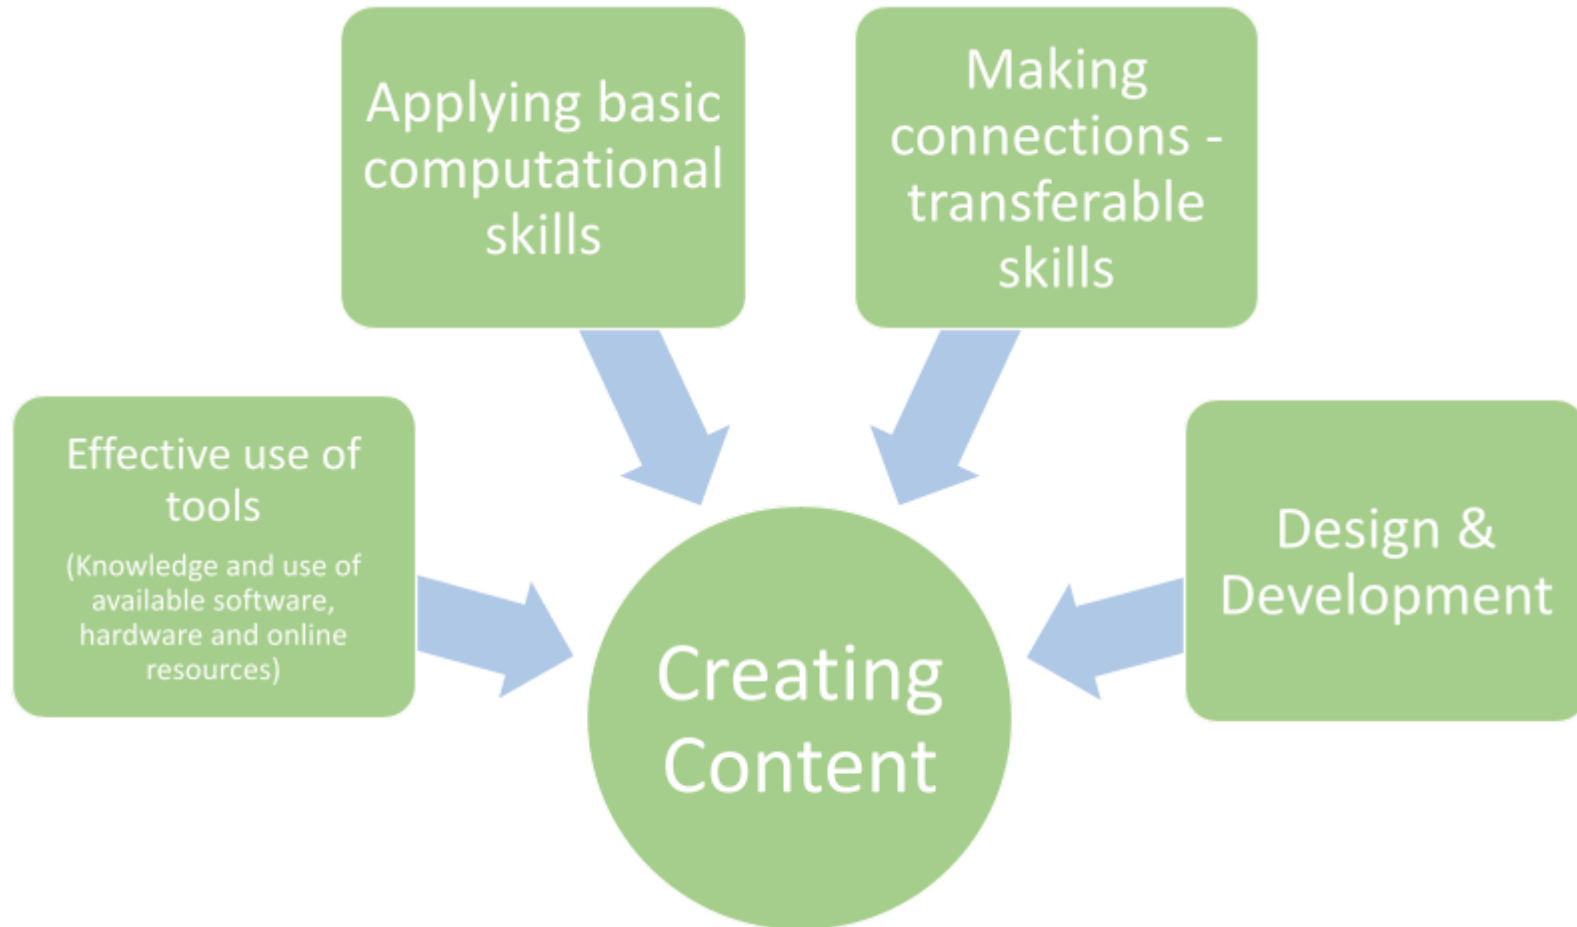 Applying basic
computational
skills
Making
connections -
transferable
skills
Effective use of
tools
(Knowledge and use of
available software,
hardware and online
resources)
Design &
Development
Creating
Content